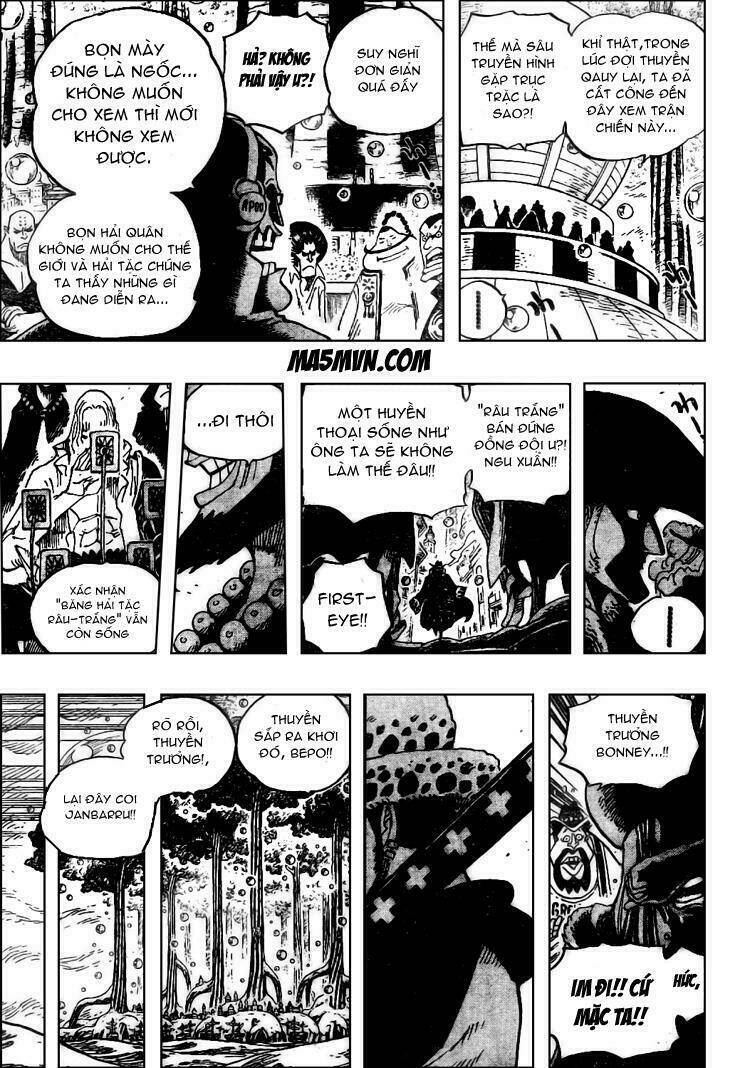 KHỈ THẬT,TRONG
LÚC ĐỢI THUYỀN
QAUY LẠI, TA ĐÃ
CẤT CÔNG ĐẾN
ĐÂY XEM TRẬN
CHIẾN NÀY...
THẾ MÀ SÂU
TRUYỀN HÌNH
GẶP TRỤC
TRẶC LÀ
SAO?!
SUY NGHĨ
ĐƠN GIẢN
QUÁ ĐẤY
HẢ? KHÔNG
PHẢI VẬY U?!
BỌN MÀY
ĐÚNG LÀ NGỐC...
KHÔNG MUỐN
CHO XEM THÌ MỚI
KHÔNG XEM
ĐƯỢC.
APOO
BỌN HẢI QUÂN
KHÔNG MUỐN CHO THẾ
GIỚI VÀ HẢI TẶC CHÚNG
TA THẤY NHỮNG GÌ
ĐANG DIỄN RA...
MA5MVN.COM
"RÂU TRẮNG"
BÁN ĐỨNG
ĐỒNG ĐỘI U?!
NGU XUẨN!!
MỘT HUYỀN
THOẠI SỐNG NHƯ
ÔNG TA SẼ KHÔNG
LÀM THẾ ĐÂU!!
FIRST-
EYE!!
...ĐI THÔI
XÁC NHẬN
"BĂNG HẢI TẶC
RÂU-TRẮNG" VẪN
CÒN SỐNG
THUYỀN
TRƯỞNG
BONNEY...!!
HỨC,
IM ĐI!! CỨ
MẶC TA!!
THUYỀN
SẮP RA KHƠI
ĐÓ, BEPO!!
RÕ RỒI,
THUYỀN
TRƯỞNG!,
LẠI ĐÂY COI
JANBARRU!!